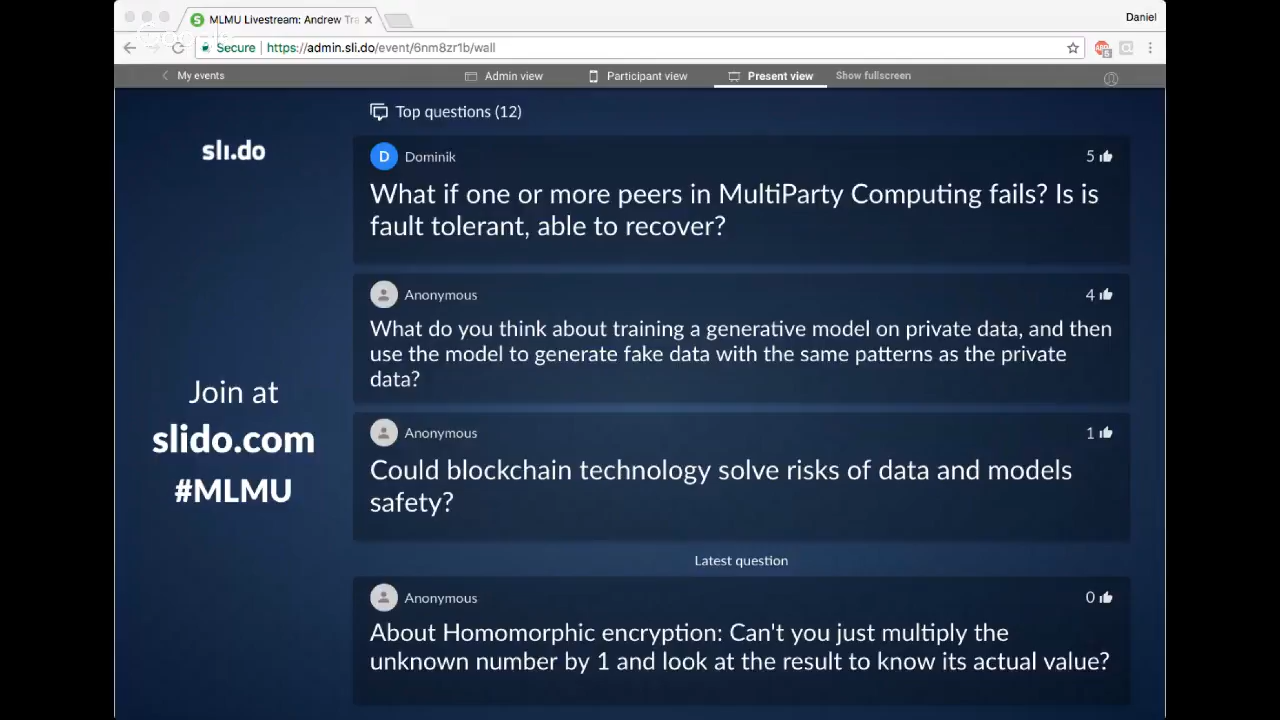 MLMU Livestream: Andrew Tra
Daniel
Google
Secure | https://admin.sli.do/event/6nm8zr1b/wall
My events
Admin view
Participant view
Present view
Show fullscreen
sli.do
Join at
slido.com
#MLMU
Top questions (12)
D Dominik
5
What if one or more peers in MultiParty Computing fails? Is is
fault tolerant, able to recover?
Anonymous
4
What do you think about training a generative model on private data, and then
use the model to generate fake data with the same patterns as the private
data?
Anonymous
1
Could blockchain technology solve risks of data and models
safety?
Latest question
Anonymous
0
About Homomorphic encryption: Can't you just multiply the
unknown number by 1 and look at the result to know its actual value?